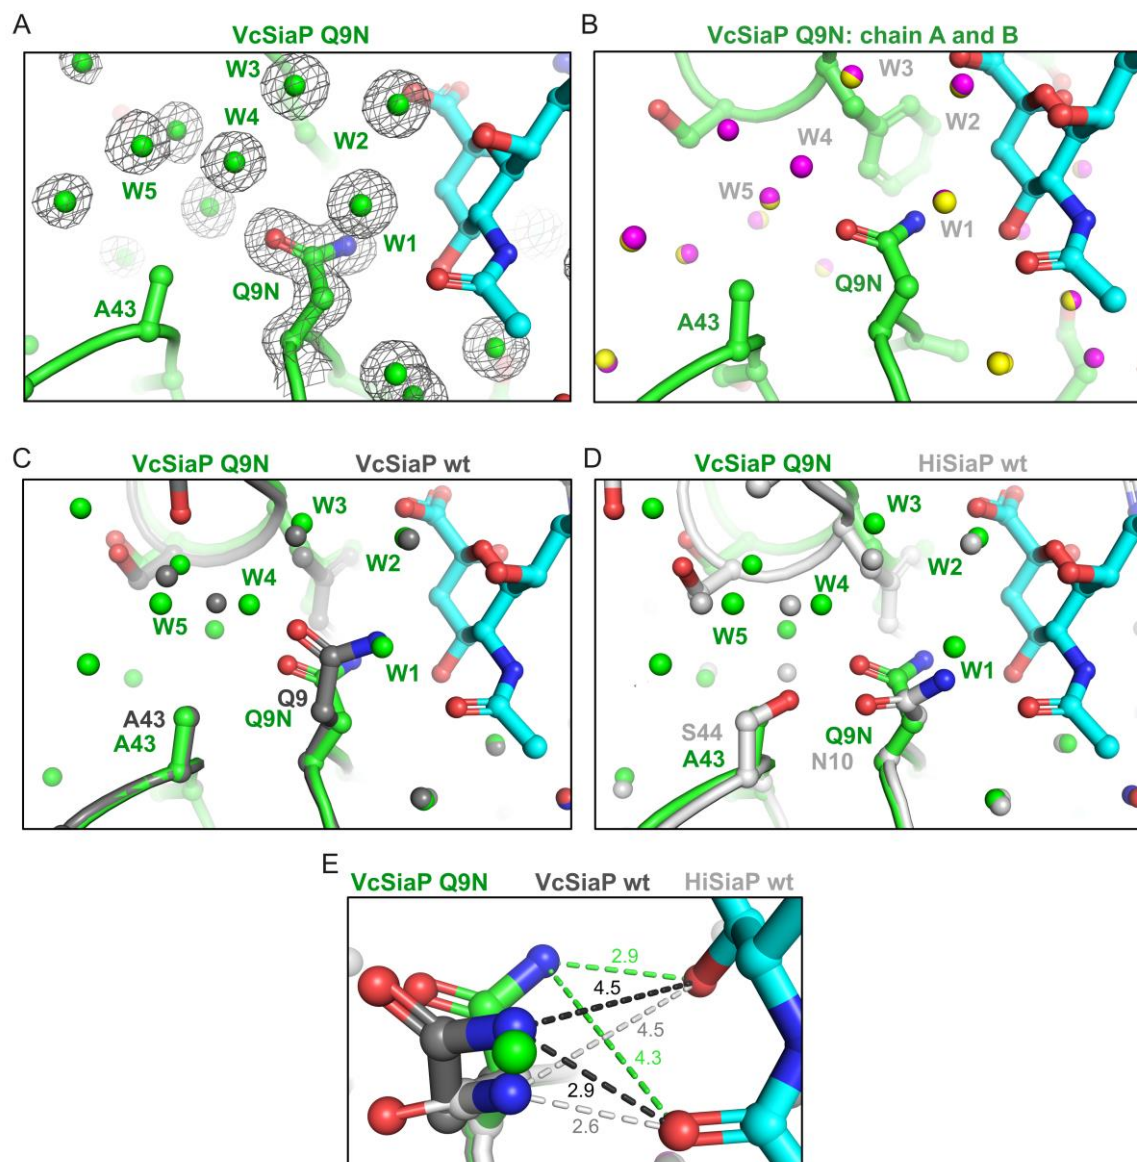 A
VcSiaP Q9N
W3
W4
W2
W5
W1
Q9N
A43
B
VcSiaP Q9N: chain A and B
W3
W2
W4
W5
W1
Q9N
A43
C
VcSiaP Q9N VcSiaP wt
W3
W2
W4
W5
W1
Q9
A43
Q9N
A43
D
VcSiaP Q9N HiSiaP wt
W3
W2
W4
W5
W1
S44
Q9N
A43
N10
E
VcSiaP Q9N VcSiaP wt HiSiaP wt
2.9
4.5
4.5
4.3
2.9
2.6